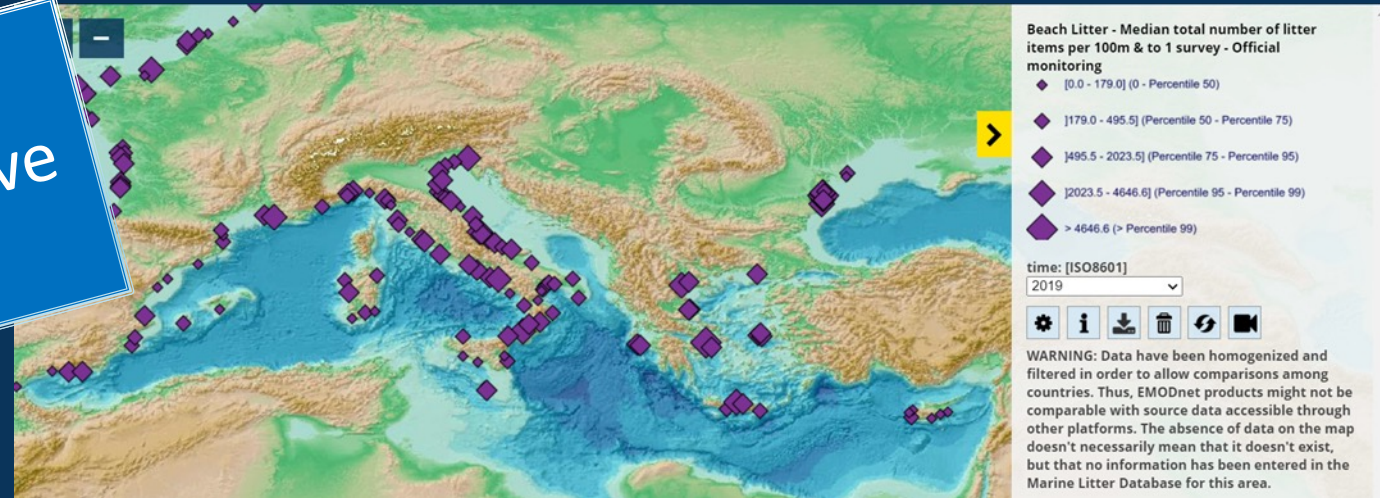 Beach Litter - Median total number of litter
items per 100m & to 1 survey - Official
monitoring
[0.0 - 179.0] (0 - Percentile 50)
]179.0 - 495.5] (Percentile 50 - Percentile 75)
]495.5 - 2023.5] (Percentile 75 - Percentile 95)
]2023.5 - 4646.6] (Percentile 95 - Percentile 99)
> 4646.6 (> Percentile 99)
time: [ISO8601]
2019
WARNING: Data have been homogenized and
filtered in order to allow comparisons among
countries. Thus, EMODnet products might not be
comparable with source data accessible through
other platforms. The absence of data on the map
doesn't necessarily mean that it doesn't exist,
but that no information has been entered in the
Marine Litter Database for this area.